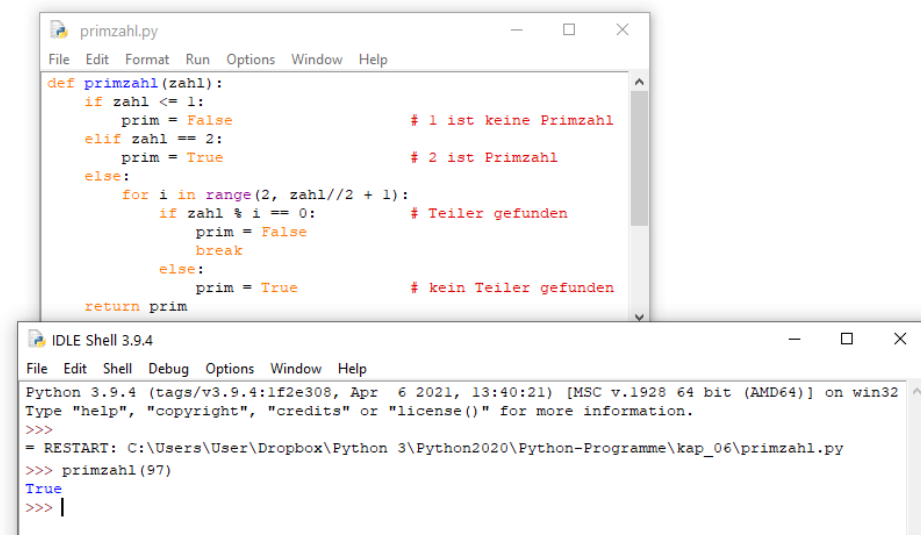 primzahl.py
File Edit Format Run Options Window Help
def primzahl(zahl):
    if zahl <= 1:
        prim = False                   # 1 ist keine Primzahl
    elif zahl == 2:
        prim = True                    # 2 ist Primzahl
    else:
        for i in range(2, zahl//2 + 1):
            if zahl % i == 0:          # Teiler gefunden
                prim = False
                break
            else:
                prim = True            # kein Teiler gefunden
    return prim
IDLE Shell 3.9.4
File Edit Shell Debug Options Window Help
Python 3.9.4 (tags/v3.9.4:1f2e308, Apr  6 2021, 13:40:21) [MSC v.1928 64 bit (AMD64)] on win32
Type "help", "copyright", "credits" or "license()" for more information.
>>>
= RESTART: C:\Users\User\Dropbox\Python 3\Python2020\Python-Programme\kap_06\primzahl.py
>>> primzahl(97)
True
>>>